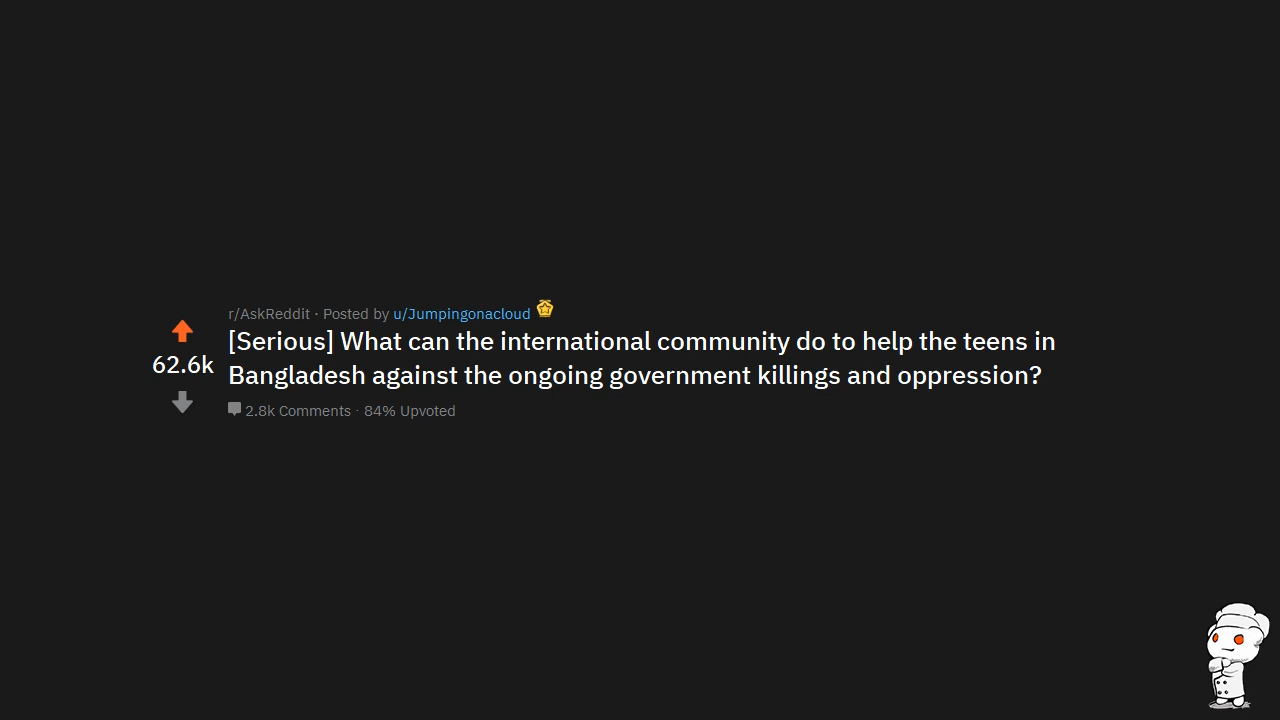 r/AskReddit · Posted by u/Jumpingonacloud
[Serious] What can the international community do to help the teens in
62.6k
Bangladesh against the ongoing government killings and oppression?
2.8k Comments · 84% Upvoted